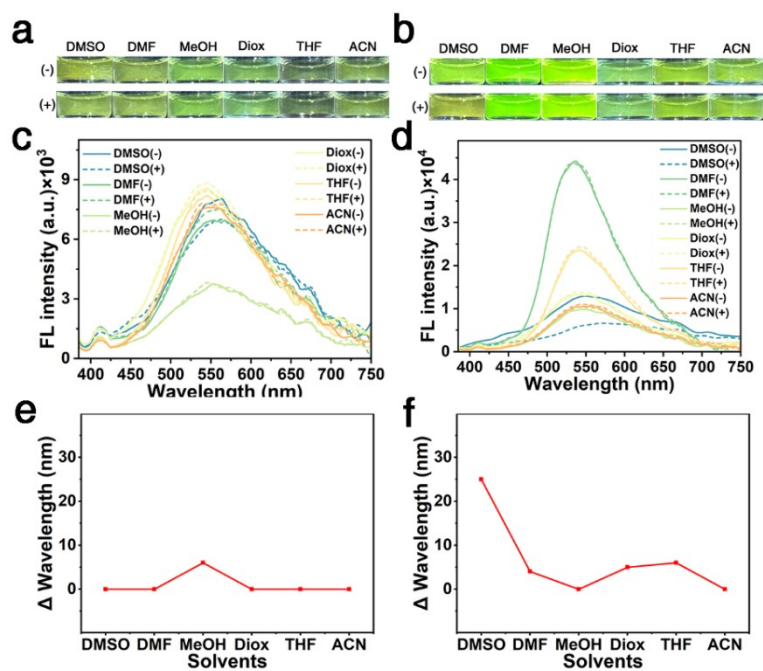 a
DMSO DMF MeOH Diox THF ACN
(-)
(+)
b
DMSO DMF MeOH Diox THF ACN
(-)
(+)
c
FL intensity (a.u.)×10³
9
6
3
0
DMSO(-)
DMSO(+)
DMF(-)
DMF(+)
MeOH(-)
MeOH(+)
Diox(-)
Diox(+)
THF(-)
THF(+)
ACN(-)
ACN(+)
400 450 500 550 600 650 700 750
Wavelength (nm)
d
FL intensity (a.u.)×10⁴
5
4
3
2
1
0
DMSO(-)
DMSO(+)
DMF(-)
DMF(+)
MeOH(-)
MeOH(+)
Diox(-)
Diox(+)
THF(-)
THF(+)
ACN(-)
ACN(+)
400 450 500 550 600 650 700 750
Wavelength (nm)
e
Δ Wavelength (nm)
30
20
10
0
DMSO DMF MeOH Diox THF ACN
Solvents
f
Δ Wavelength (nm)
30
20
10
0
DMSO DMF MeOH Diox THF ACN
Solvents